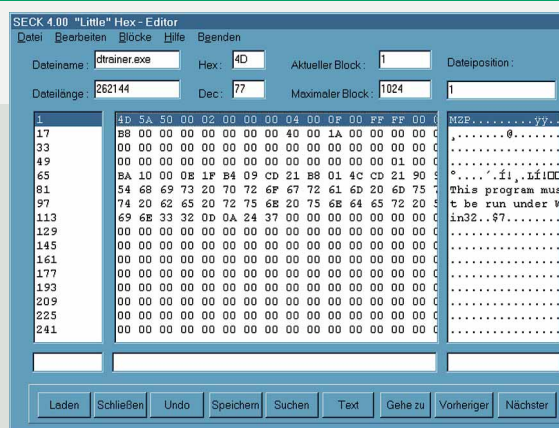 SECK 4.00 "Little" Hex - Editor
Datei Bearbeiten Blöcke Hilfe Beenden
Dateiname: dtrainer.exe Hex: 4D Aktueller Block: 1 Dateiposition:
Dateilänge: 262144 Dec: 77 Maximaler Block: 1024 1
1 4D 5A 50 00 02 00 00 00 04 00 0F 00 FF FF 00 MZP.........ÿÿ..
17 B8 00 00 00 00 00 00 00 40 00 1A 00 00 00 00 ¸.......@.......
33 00 00 00 00 00 00 00 00 00 00 00 00 00 00 00 ................
49 00 00 00 00 00 00 00 00 00 00 00 00 00 01 00 ................
65 BA 10 00 0E 1F B4 09 CD 21 B8 01 4C CD 21 90 º....´.Í!¸.LÍ!
81 54 68 69 73 20 70 72 6F 67 72 61 6D 20 6D 75 This program mus
97 74 20 62 65 20 72 75 6E 20 75 6E 64 65 72 20 t be run under W
113 69 6E 33 32 0D 0A 24 37 00 00 00 00 00 00 00 in32..$7........
129 00 00 00 00 00 00 00 00 00 00 00 00 00 00 00 ................
145 00 00 00 00 00 00 00 00 00 00 00 00 00 00 00 ................
161 00 00 00 00 00 00 00 00 00 00 00 00 00 00 00 ................
177 00 00 00 00 00 00 00 00 00 00 00 00 00 00 00 ................
193 00 00 00 00 00 00 00 00 00 00 00 00 00 00 00 ................
209 00 00 00 00 00 00 00 00 00 00 00 00 00 00 00 ................
225 00 00 00 00 00 00 00 00 00 00 00 00 00 00 00 ................
241 00 00 00 00 00 00 00 00 00 00 00 00 00 00 00 ................
Laden Schließen Undo Speichern Suchen Text Gehe zu Vorheriger Nächster